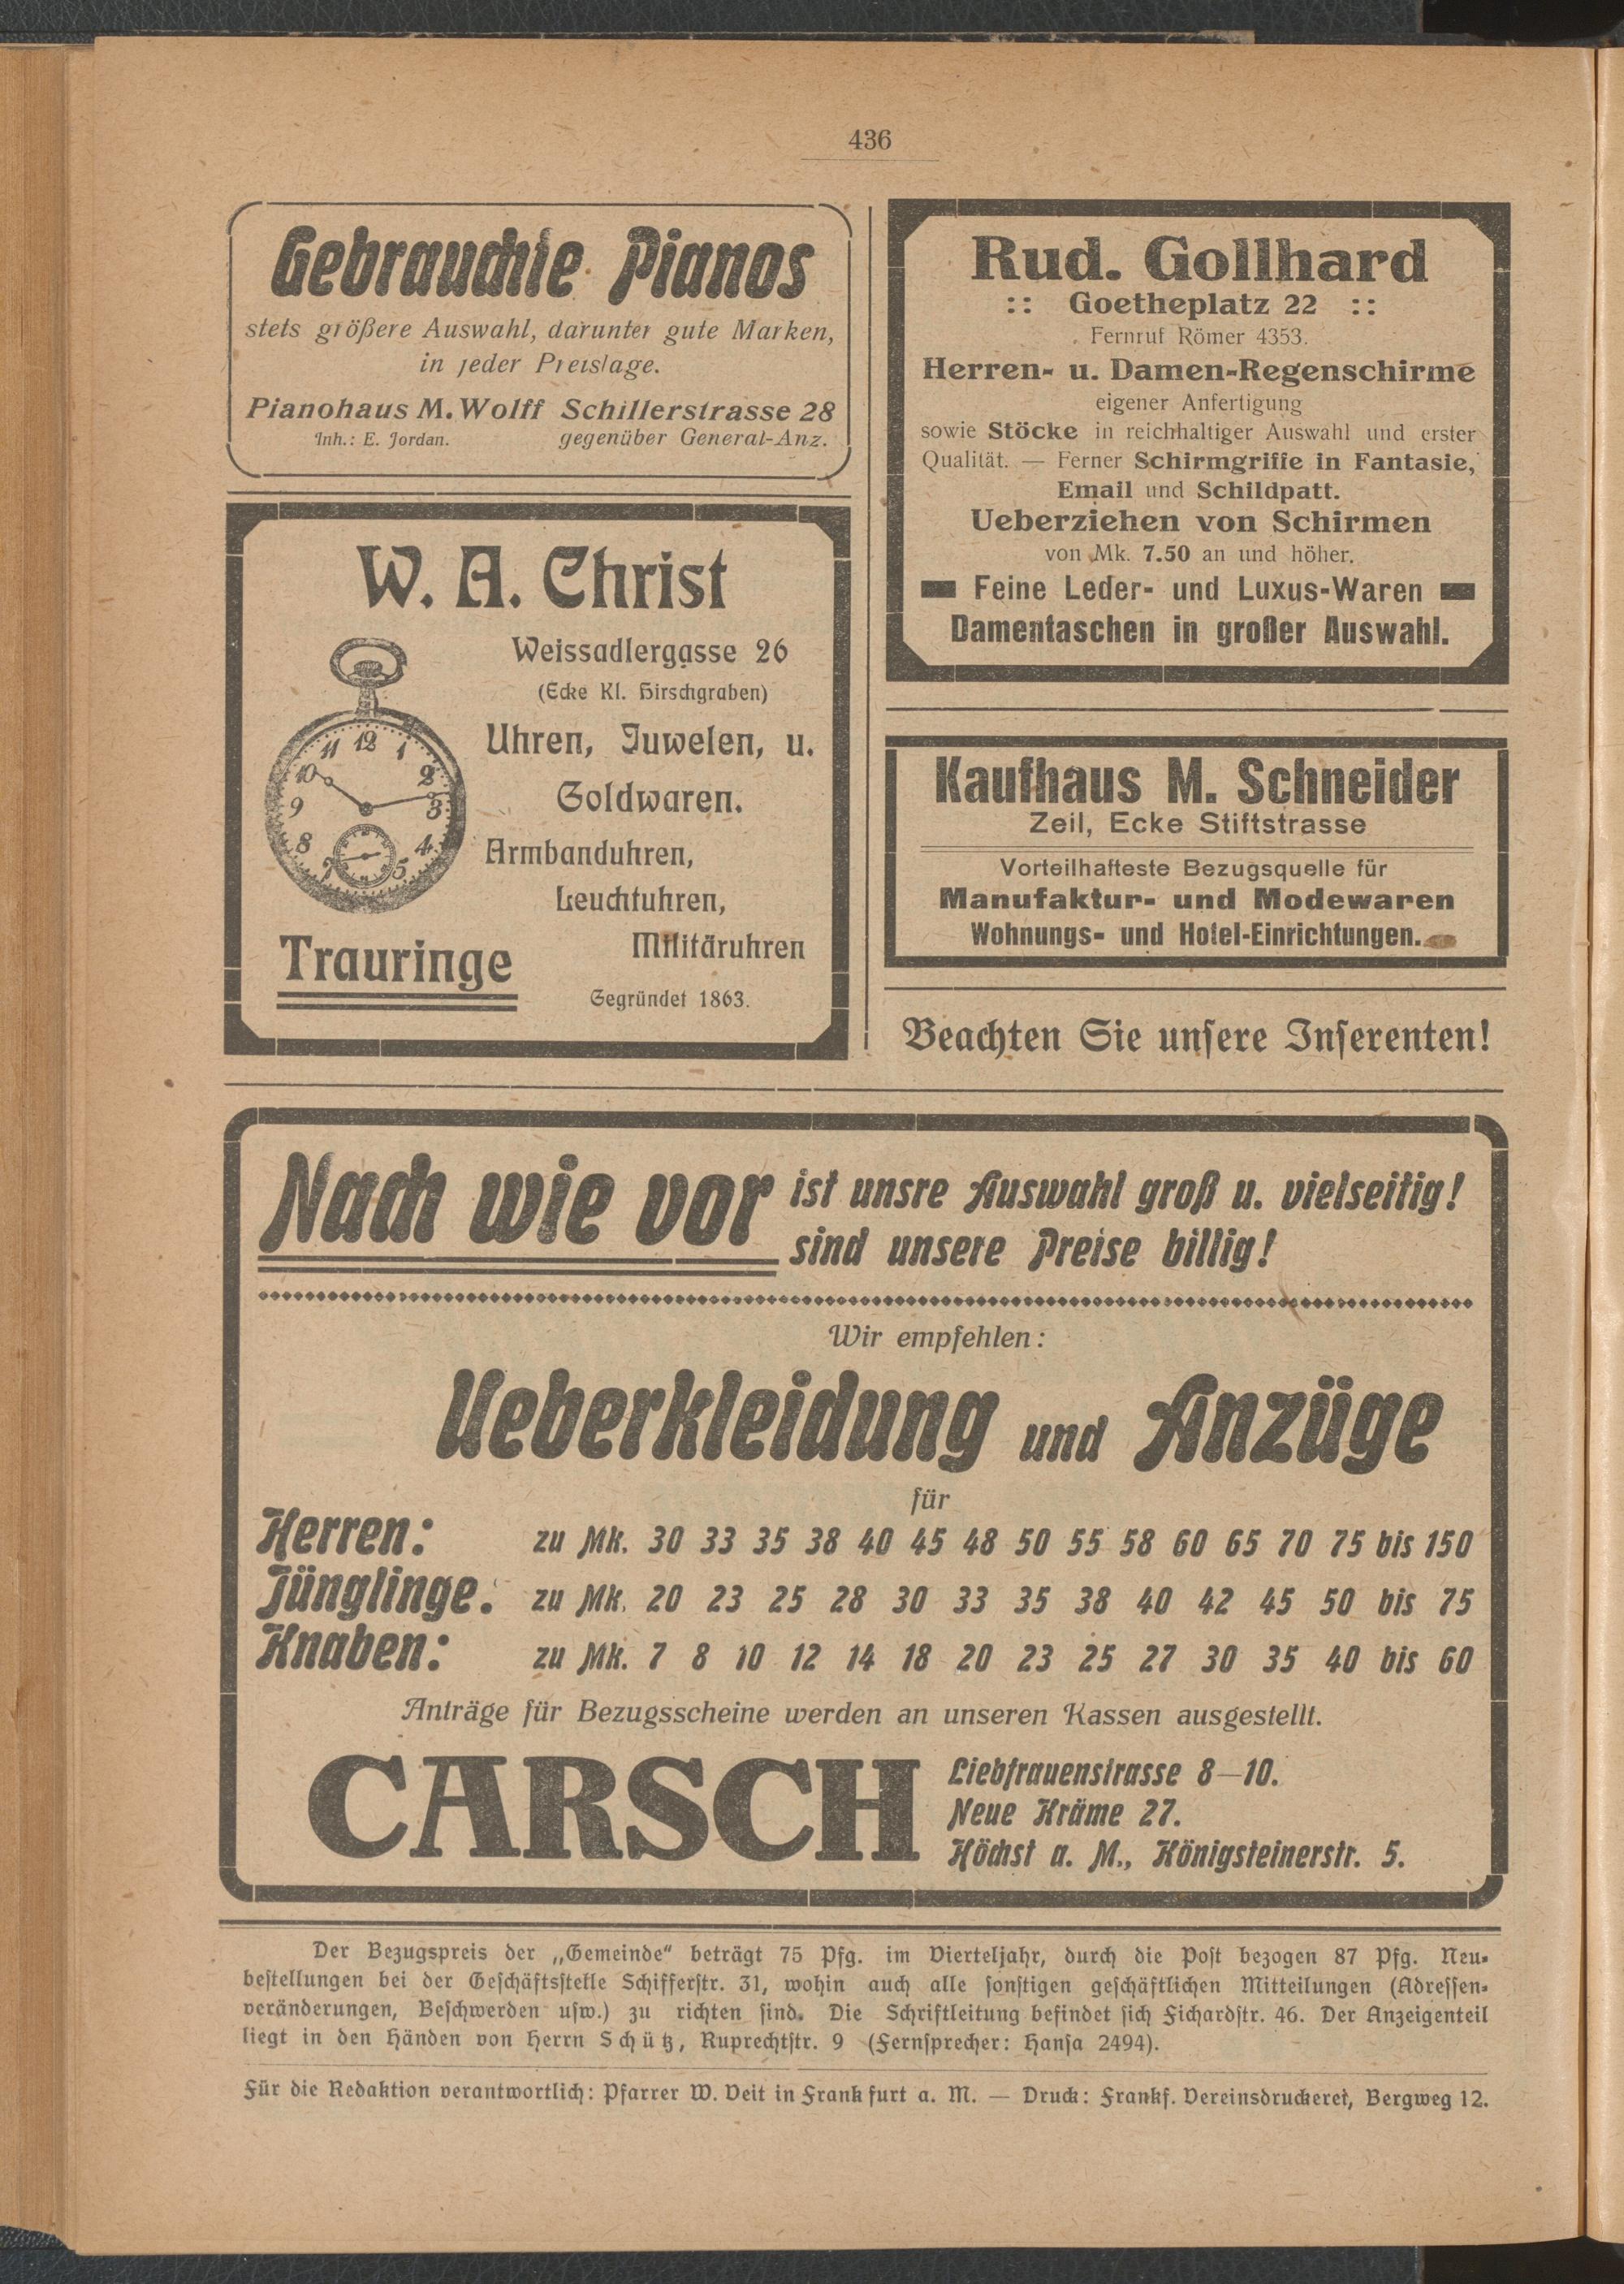 436
Gebrauchte Pianos
stets größere Auswahl, darunter gute Marken,
in jeder Preislage.
Pianohaus M. Wolff Schillerstrasse 28
Inh.: E. Jordan. gegenüber General-Anz.
W. A. Christ
Weissadlergasse 26
(Ecke Kl. Hirschgraben)
Uhren, Juwelen, u.
Goldwaren.
Armbanduhren,
Leuchtuhren,
Militäruhren
Trauringe
Gegründet 1863.
12 1 2 3 4 5 7 8 9 10 11
Rud. Gollhard
:: Goetheplatz 22 ::
Fernruf Römer 4353.
Herren- u. Damen-Regenschirme
eigener Anfertigung
sowie Stöcke in reichhaltiger Auswahl und erster
Qualität. — Ferner Schirmgriffe in Fantasie,
Email und Schildpatt.
Ueberziehen von Schirmen
von Mk. 7.50 an und höher.
Feine Leder- und Luxus-Waren
Damentaschen in großer Auswahl.
Kaufhaus M. Schneider
Zeil, Ecke Stiftstrasse
Vorteilhafteste Bezugsquelle für
Manufaktur- und Modewaren
Wohnungs- und Hotel-Einrichtungen.
Beachten Sie unsere Inserenten!
Nach wie vor ist unsre Auswahl groß u. vielseitig!
sind unsere Preise billig!
Wir empfehlen:
Ueberkleidung und Anzüge
für
Herren: zu Mk. 30 33 35 38 40 45 48 50 55 58 60 65 70 75 bis 150
Jünglinge: zu Mk. 20 23 25 28 30 33 35 38 40 42 45 50 bis 75
Knaben: zu Mk. 7 8 10 12 14 18 20 23 25 27 30 35 40 bis 60
Anträge für Bezugsscheine werden an unseren Kassen ausgestellt.
CARSCH
Liebfrauenstrasse 8—10.
Neue Kräme 27.
Höchst a. M., Königsteinerstr. 5.
Der Bezugspreis der „Gemeinde“ beträgt 75 Pfg. im Vierteljahr, durch die Post bezogen 87 Pfg. Neu-
bestellungen bei der Geschäftsstelle Schifferstr. 31, wohin auch alle sonstigen geschäftlichen Mitteilungen (Adressen-
veränderungen, Beschwerden usw.) zu richten sind. Die Schriftleitung befindet sich Fichardstr. 46. Der Anzeigenteil
liegt in den Händen von Herrn Schütz, Ruprechtstr. 9 (Fernsprecher: Hansa 2494).
Für die Redaktion verantwortlich: Pfarrer W. Veit in Frankfurt a. M. — Druck: Frankf. Vereinsdruckerei, Bergweg 12.